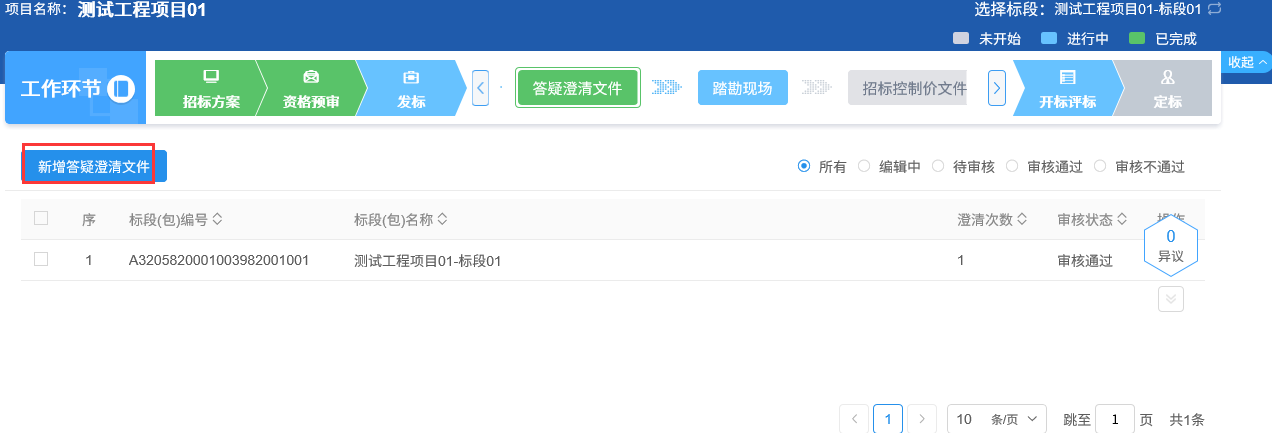 项目名称： 测试工程项目01
选择标段： 测试工程项目01-标段01
未开始 进行中 已完成
收起
工作环节
招标方案 资格预审 发标 答疑澄清文件 踏勘现场 招标控制价文件 开标评标 定标
新增答疑澄清文件
所有 编辑中 待审核 审核通过 审核不通过
序 标段(包)编号 标段(包)名称 澄清次数 审核状态 操作
1 A3205820001003982001001 测试工程项目01-标段01 1 审核通过
0
异议
1 10 条/页 跳至 1 页 共1条